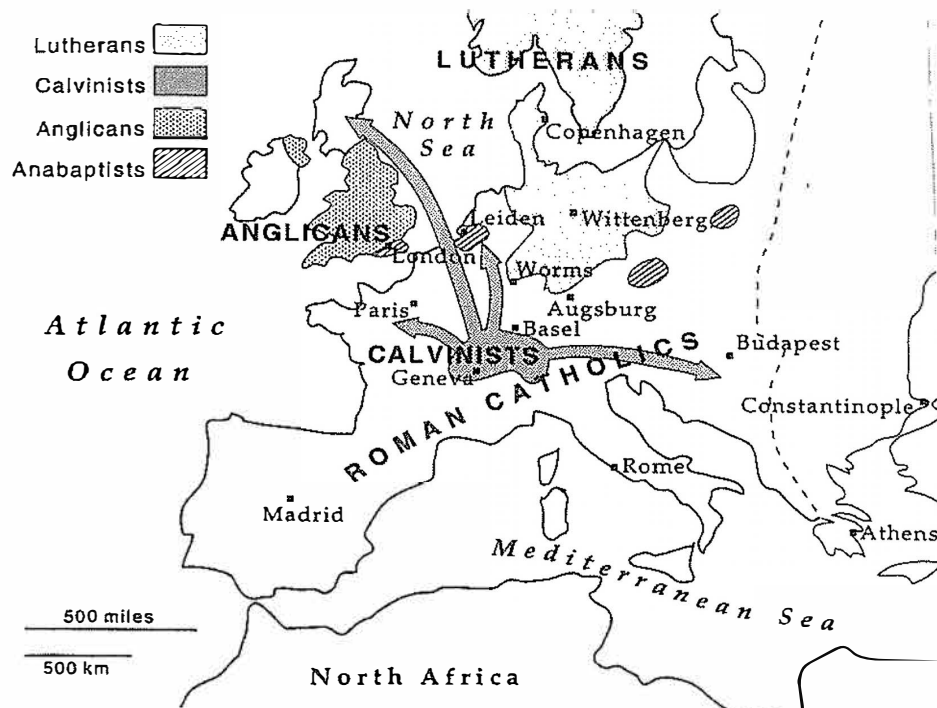 Lutherans
Calvinists
Anglicans
Anabaptists
LUTHERANS
North
Sea
Copenhagen
Leiden
Wittenberg
ANGLICANS
London
Worms
Paris
Augsburg
Basel
Atlantic
Ocean
CALVINISTS
Geneva
Budapest
ROMAN CATHOLICS
Constantinople
Rome
Madrid
Athens
Mediterranean Sea
500 miles
500 km
North Africa